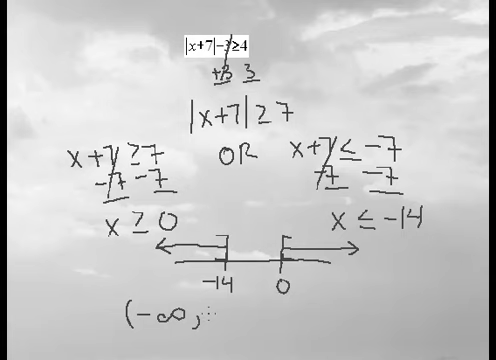 |x+7|-3≥4
+3 3
|x+7| ≥ 7
x+7 ≥ 7 OR x+7 ≤ -7
-7 -7 -7 -7
x ≥ 0 x ≤ -14
-14 0
(-∞,